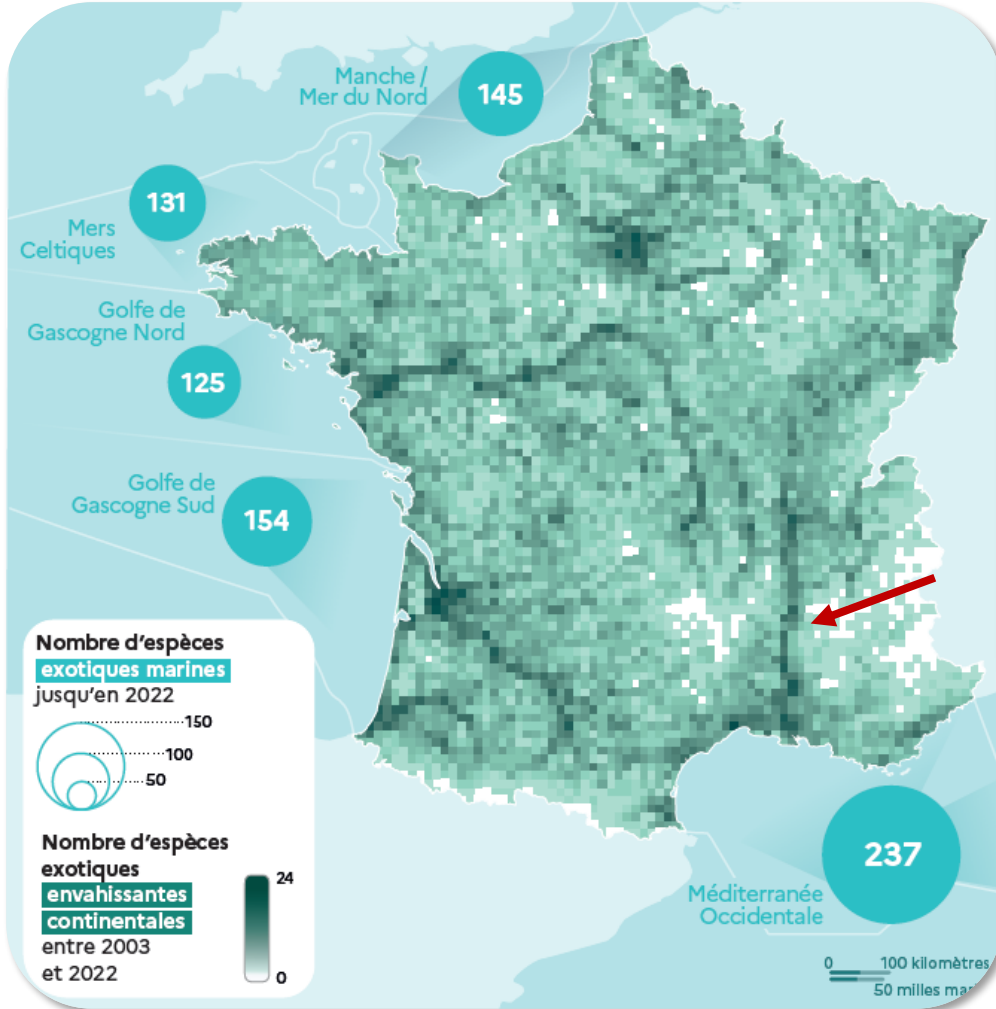 Manche /
Mer du Nord
145
131
Mers
Celtiques
Golfe de
Gascogne Nord
125
Golfe de
Gascogne Sud
154
Nombre d'espèces
exotiques marines
jusqu'en 2022
150
100
50
Nombre d'espèces
exotiques
envahissantes
continentales
entre 2003
et 2022
24
0
237
Méditerranée
Occidentale
0 100 kilomètres
50 milles